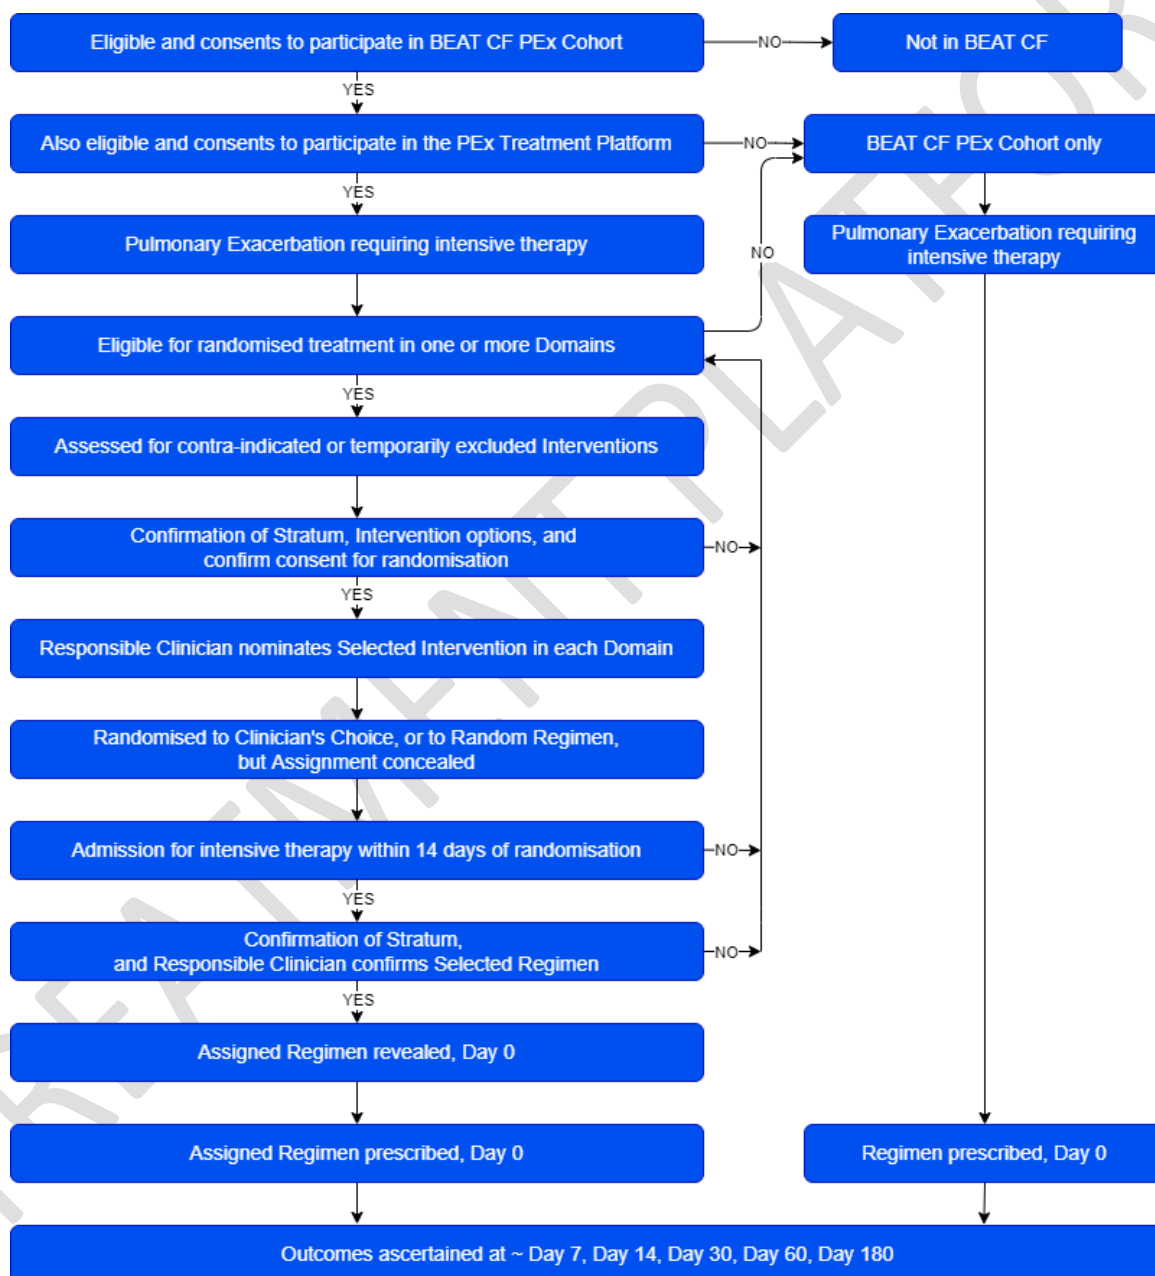 Eligible and consents to participate in BEAT CF PEx Cohort
NO
Not in BEAT CF
YES
Also eligible and consents to participate in the PEx Treatment Platform
NO
BEAT CF PEx Cohort only
YES
Pulmonary Exacerbation requiring intensive therapy
Pulmonary Exacerbation requiring
intensive therapy
NO
Eligible for randomised treatment in one or more Domains
YES
Assessed for contra-indicated or temporarily excluded Interventions
Confirmation of Stratum, Intervention options, and
confirm consent for randomisation
NO
YES
Responsible Clinician nominates Selected Intervention in each Domain
Randomised to Clinician's Choice, or to Random Regimen,
but Assignment concealed
Admission for intensive therapy within 14 days of randomisation
NO
YES
Confirmation of Stratum,
and Responsible Clinician confirms Selected Regimen
NO
YES
Assigned Regimen revealed, Day 0
Assigned Regimen prescribed, Day 0
Regimen prescribed, Day 0
Outcomes ascertained at ~ Day 7, Day 14, Day 30, Day 60, Day 180
TREATMENT PLATFORM